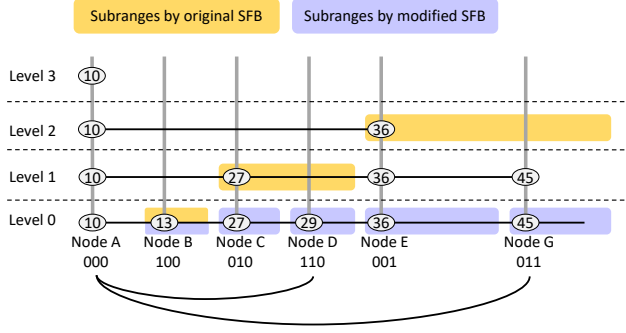 Subranges by original SFB Subranges by modified SFB
Level 3 10
Level 2 10 36
Level 1 10 27 36 45
Level 0 10 13 27 29 36 45
Node A Node B Node C Node D Node E Node G
000 100 010 110 001 011